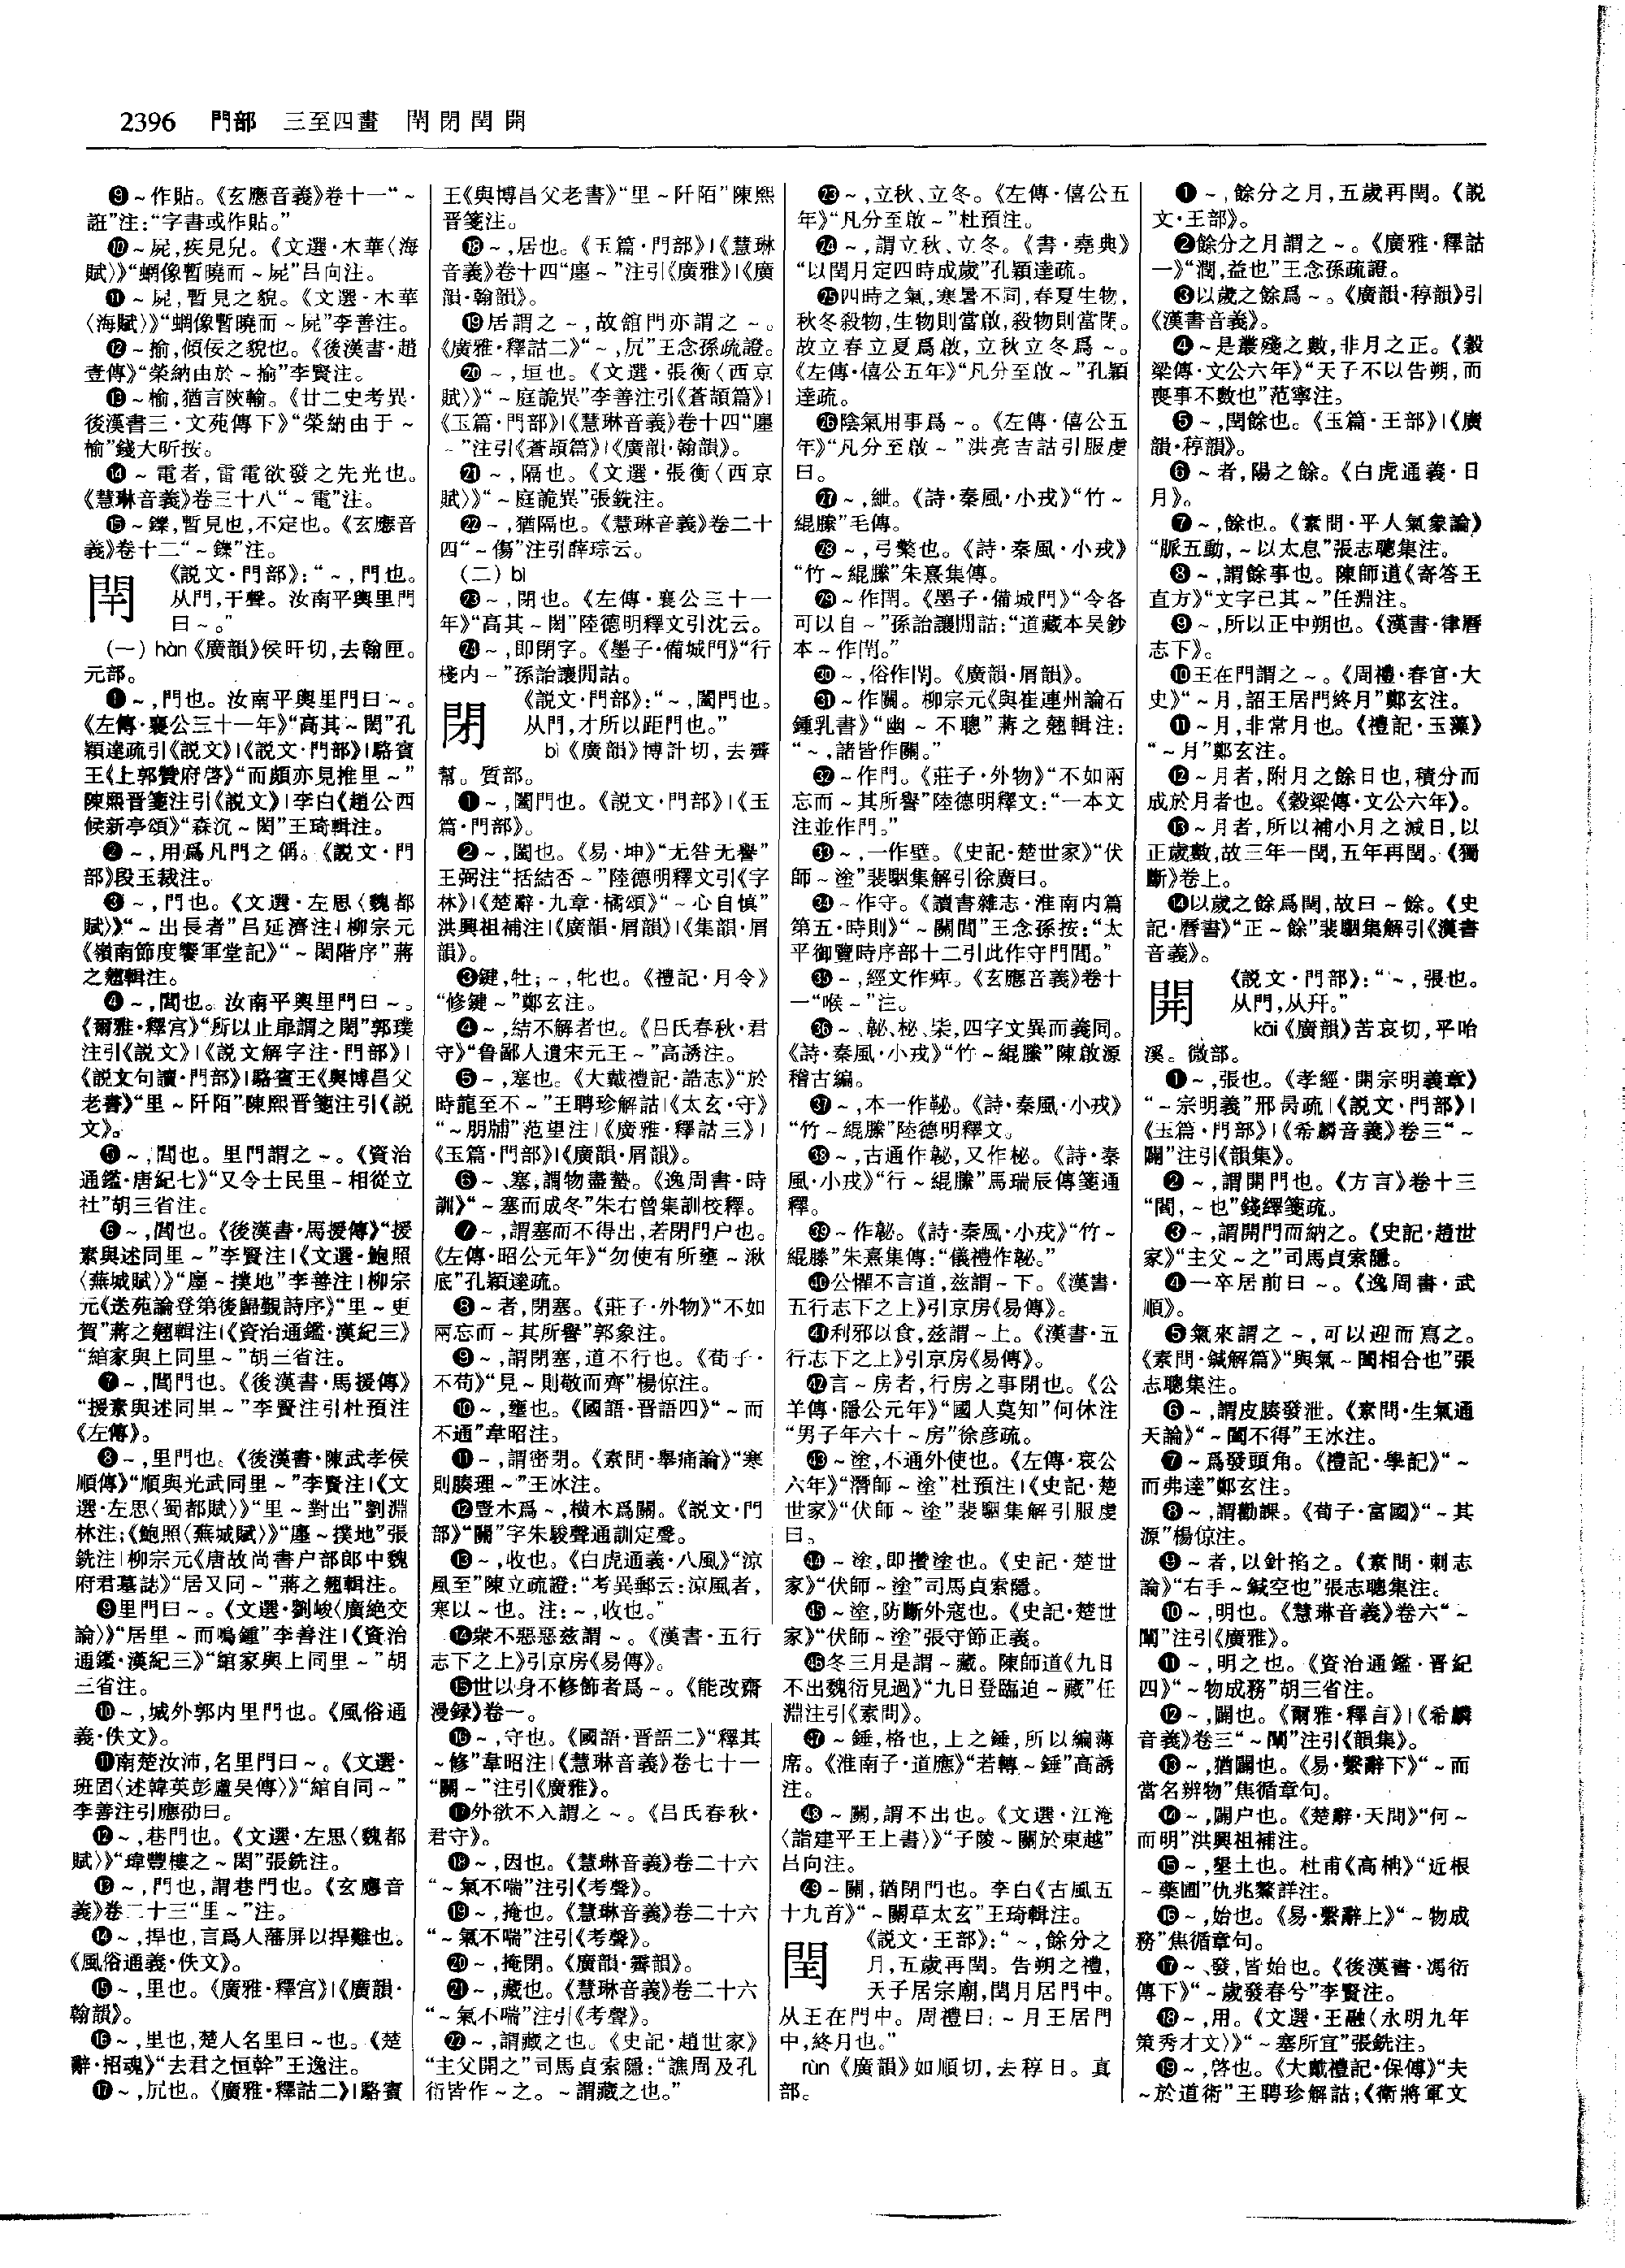 2396 門部 三至四畫 閈閉閏開
❾~作貼。《玄應音義》卷十一“~
誑”注:“字書或作貼。”
❿~屍,疾見皃。《文選·木華〈海
賦〉》“蝄像暫曉而~屍”吕向注。
⓫~屍,暫見之貌。《文選·木華
〈海賦〉》“蝄像暫曉而~屍”李善注。
⓬~揄,傾佞之貌也。《後漢書·趙
壹傳》“榮納由於~揄”李賢注。
⓭~榆,猶言陜輸。《廿二史考異·
後漢書三·文苑傳下》“榮納由于~
榆”錢大昕按。
⓮~電者,雷電欲發之先光也。
《慧琳音義》卷三十八“~電”注。
⓯~鑠,暫見也,不定也。《玄應音
義》卷十二“~鑠”注。
閈
《説文·門部》:“~,門也。
从門,干聲。汝南平輿里門
曰~。”
(一) hàn《廣韻》侯旰切,去翰匣。
元部。
❶~,門也。汝南平輿里門曰~。
《左傳·襄公三十一年》“高其~閎”孔
穎達疏引《説文》|《説文·門部》|駱賓
王《上郭贊府啓》“而頗亦見推里~”
陳熙晋箋注引《説文》|李白《趙公西
候新亭頌》“森沉~閎”王琦輯注。
❷~,用爲凡門之偁。《説文·門
部》段玉裁注。
❸~,門也。《文選·左思〈魏都
賦〉》“~出長者”吕延濟注|柳宗元
《嶺南節度饗軍堂記》“~閎階序”蔣
之翹輯注。
❹~,閭也。汝南平輿里門曰~。
《爾雅·釋宫》“所以止扉謂之閎”郭璞
注引《説文》|《説文解字注·門部》|
《説文句讀·門部》|駱賓王《與博昌父
老書》“里~阡陌”陳熙晋箋注引《説
文》。
❺~,閭也。里門謂之~。《資治
通鑑·唐紀七》“又令士民里~相從立
社”胡三省注。
❻~,閭也。《後漢書·馬援傳》“援
素與述同里~”李賢注|《文選·鮑照
〈蕪城賦〉》“廛~撲地”李善注|柳宗
元《送苑論登第後歸覲詩序》“里~更
賀”蔣之翹輯注|《資治通鑑·漢紀三》
“綰家與上同里~”胡三省注。
❼~,閭門也。《後漢書·馬援傳》
“援素與述同里~”李賢注引杜預注
《左傳》。
❽~,里門也。《後漢書·陳武孝侯
順傳》“順與光武同里~”李賢注|《文
選·左思〈蜀都賦〉》“里~對出”劉淵
林注;《鮑照〈蕪城賦〉》“廛~撲地”張
銑注|柳宗元《唐故尚書户部郎中魏
府君墓誌》“居又同~”蔣之翹輯注。
❾里門曰~。《文選·劉峻〈廣絶交
論〉》“居里~而鳴鍾”李善注|《資治
通鑑·漢紀三》“綰家與上同里~”胡
三省注。
❿~,城外郭内里門也。《風俗通
義·佚文》。
⓫南楚汝沛,名里門曰~。《文選·
班固〈述韓英彭盧吴傳〉》“綰自同~”
李善注引應劭曰。
⓬~,巷門也。《文選·左思〈魏都
賦〉》“瑋豐樓之~閎”張銑注。
⓭~,門也,謂巷門也。《玄應音
義》卷二十三“里~”注。
⓮~,捍也,言爲人藩屏以捍難也。
《風俗通義·佚文》。
⓯~,里也。《廣雅·釋宫》|《廣韻·
翰韻》。
⓰~,里也,楚人名里曰~也。《楚
辭·招魂》“去君之恒幹”王逸注。
⓱~,凥也。《廣雅·釋詁二》|駱賓
王《與博昌父老書》“里~阡陌”陳熙
晋箋注。
⓲~,居也。《玉篇·門部》|《慧琳
音義》卷十四“廛~”注引《廣雅》|《廣
韻·翰韻》。
⓳居謂之~,故舘門亦謂之~。
《廣雅·釋詁二》“~,凥”王念孫疏證。
⓴~,垣也。《文選·張衡〈西京
賦〉》“~庭詭異”李善注引《蒼頡篇》|
《玉篇·門部》|《慧琳音義》卷十四“廛
~”注引《蒼頡篇》|《廣韻·翰韻》。
㉑~,隔也。《文選·張衡〈西京
賦〉》“~庭詭異”張銑注。
㉒~,猶隔也。《慧琳音義》卷二十
四“~傷”注引薛琮云。
(二) bì
㉓~,閉也。《左傳·襄公三十一
年》“高其~閎”陸德明釋文引沈云。
㉔~,即閉字。《墨子·備城門》“行
棧内~”孫詒讓閒詁。
閉
《説文·門部》:“~,闔門也。
从門,才所以距門也。”
bì《廣韻》博計切,去霽
幫。質部。
❶~,闔門也。《説文·門部》|《玉
篇·門部》。
❷~,闔也。《易·坤》“无咎无譽”
王弼注“括結否~”陸德明釋文引《字
林》|《楚辭·九章·橘頌》“~心自慎”
洪興祖補注|《廣韻·屑韻》|《集韻·屑
韻》。
❸鍵,牡;~,牝也。《禮記·月令》
“修鍵~”鄭玄注。
❹~,結不解者也。《吕氏春秋·君
守》“魯鄙人遺宋元王~”高誘注。
❺~,塞也。《大戴禮記·誥志》“於
時龍至不~”王聘珍解詁|《太玄·守》
“~朋牖”范望注|《廣雅·釋詁三》|
《玉篇·門部》|《廣韻·屑韻》。
❻~、塞,謂物盡蟄。《逸周書·時
訓》“~塞而成冬”朱右曾集訓校釋。
❼~,謂塞而不得出,若閉門户也。
《左傳·昭公元年》“勿使有所壅~湫
底”孔穎達疏。
❽~者,閉塞。《莊子·外物》“不如
兩忘而~其所譽”郭象注。
❾~,謂閉塞,道不行也。《荀子·
不苟》“見~則敬而齊”楊倞注。
❿~,壅也。《國語·晋語四》“~而
不通”韋昭注。
⓫~,謂密閉。《素問·舉痛論》“寒
則腠理~”王冰注。
⓬豎木爲~,横木爲關。《説文·門
部》“關”字朱駿聲通訓定聲。
⓭~,收也。《白虎通義·八風》“涼
風至”陳立疏證:“考異郵云:涼風者,
寒以~也。注:~,收也。”
⓮衆不惡惡兹謂~。《漢書·五行
志下之上》引京房《易傳》。
⓯世以身不修飾者爲~。《能改齋
漫録》卷一。
⓰~,守也。《國語·晋語二》“釋其
~修”韋昭注|《慧琳音義》卷七十一
“關~”注引《廣雅》。
⓱外欲不入謂之~。《吕氏春秋·
君守》。
⓲~,因也。《慧琳音義》卷二十六
“~氣不喘”注引《考聲》。
⓳~,掩也。《慧琳音義》卷二十六
“~氣不喘”注引《考聲》。
⓴~,掩閉。《廣韻·霽韻》。
㉑~,藏也。《慧琳音義》卷二十六
“~氣不喘”注引《考聲》。
㉒~,謂藏之也。《史記·趙世家》
“主父開之”司馬貞索隱:“譙周及孔
衍皆作~之。~謂藏之也。”
㉓~,立秋、立冬。《左傳·僖公五
年》“凡分至啟~”杜預注。
㉔~,謂立秋、立冬。《書·堯典》
“以閏月定四時成歲”孔穎達疏。
㉕四時之氣,寒暑不同,春夏生物,
秋冬殺物,生物則當啟,殺物則當閉。
故立春立夏爲啟,立秋立冬爲~。
《左傳·僖公五年》“凡分至啟~”孔穎
達疏。
㉖陰氣用事爲~。《左傳·僖公五
年》“凡分至啟~”洪亮吉詁引服虔
曰。
㉗~,紲。《詩·秦風·小戎》“竹~
緄縢”毛傳。
㉘~,弓檠也。《詩·秦風·小戎》
“竹~緄縢”朱熹集傳。
㉙~作閈。《墨子·備城門》“令各
可以自~”孫詒讓閒詁:“道藏本吴鈔
本~作閈。”
㉚~,俗作閇。《廣韻·屑韻》。
㉛~作關。柳宗元《與崔連州論石
鍾乳書》“幽~不聰”蔣之翹輯注:
“~,諸皆作關。”
㉜~作門。《莊子·外物》“不如兩
忘而~其所譽”陸德明釋文:“一本文
注並作門。”
㉝~,一作壁。《史記·楚世家》“伏
師~塗”裴駰集解引徐廣曰。
㉞~作守。《讀書雜志·淮南内篇
第五·時則》“~關閭”王念孫按:“太
平御覽時序部十二引此作守門閭。”
㉟~,經文作痺。《玄應音義》卷十
一“喉~”注。
㊱~、䪐、柲、柴,四字文異而義同。
《詩·秦風·小戎》“竹~緄縢”陳啟源
稽古編。
㊲~,本一作䪐。《詩·秦風·小戎》
“竹~緄縢”陸德明釋文。
㊳~,古通作䪐,又作柲。《詩·秦
風·小戎》“行~緄縢”馬瑞辰傳箋通
釋。
㊴~作䪐。《詩·秦風·小戎》“竹~
緄縢”朱熹集傳:“儀禮作䪐。”
㊵公懼不言道,兹謂~下。《漢書·
五行志下之上》引京房《易傳》。
㊶利邪以食,兹謂~上。《漢書·五
行志下之上》引京房《易傳》。
㊷言~房者,行房之事閉也。《公
羊傳·隱公元年》“國人莫知”何休注
“男子年六十~房”徐彦疏。
㊸~塗,不通外使也。《左傳·哀公
六年》“潛師~塗”杜預注|《史記·楚
世家》“伏師~塗”裴駰集解引服虔
曰。
㊹~塗,即攢塗也。《史記·楚世
家》“伏師~塗”司馬貞索隱。
㊺~塗,防斷外寇也。《史記·楚世
家》“伏師~塗”張守節正義。
㊻冬三月是謂~藏。陳師道《九日
不出魏衍見過》“九日登臨迫~藏”任
淵注引《素問》。
㊼~錘,格也,上之錘,所以編薄
席。《淮南子·道應》“若轉~錘”高誘
注。
㊽~關,謂不出也。《文選·江淹
〈詣建平王上書〉》“子陵~關於東越”
吕向注。
㊾~關,猶閉門也。李白《古風五
十九首》“~關草太玄”王琦輯注。
閏
《説文·王部》:“~,餘分之
月,五歲再閏。告朔之禮,
天子居宗廟,閏月居門中。
从王在門中。周禮曰:~月王居門
中,終月也。”
rùn《廣韻》如順切,去稕日。真
部。
❶~,餘分之月,五歲再閏。《説
文·王部》。
❷餘分之月謂之~。《廣雅·釋詁
一》“潤,益也”王念孫疏證。
❸以歲之餘爲~。《廣韻·稕韻》引
《漢書音義》。
❹~是叢殘之數,非月之正。《穀
梁傳·文公六年》“天子不以告朔,而
喪事不數也”范寧注。
❺~,閏餘也。《玉篇·王部》|《廣
韻·稕韻》。
❻~者,陽之餘。《白虎通義·日
月》。
❼~,餘也。《素問·平人氣象論》
“脈五動,~以太息”張志聰集注。
❽~,謂餘事也。陳師道《寄答王
直方》“文字已其~”任淵注。
❾~,所以正中朔也。《漢書·律曆
志下》。
❿王在門謂之~。《周禮·春官·大
史》“~月,詔王居門終月”鄭玄注。
⓫~月,非常月也。《禮記·玉藻》
“~月”鄭玄注。
⓬~月者,附月之餘日也,積分而
成於月者也。《穀梁傳·文公六年》。
⓭~月者,所以補小月之減日,以
正歲數,故三年一閏,五年再閏。《獨
斷》卷上。
⓮以歲之餘爲閏,故曰~餘。《史
記·曆書》“正~餘”裴駰集解引《漢書
音義》。
開
《説文·門部》:“~,張也。
从門,从幵。”
kāi《廣韻》苦哀切,平咍
溪。微部。
❶~,張也。《孝經·開宗明義章》
“~宗明義”邢昺疏|《説文·門部》|
《玉篇·門部》|《希麟音義》卷三“~
闢”注引《韻集》。
❷~,謂開門也。《方言》卷十三
“閻,~也”錢繹箋疏。
❸~,謂開門而納之。《史記·趙世
家》“主父~之”司馬貞索隱。
❹一卒居前曰~。《逸周書·武
順》。
❺氣來謂之~,可以迎而寫之。
《素問·鍼解篇》“與氣~闔相合也”張
志聰集注。
❻~,謂皮腠發泄。《素問·生氣通
天論》“~闔不得”王冰注。
❼~爲發頭角。《禮記·學記》“~
而弗達”鄭玄注。
❽~,謂勸課。《荀子·富國》“~其
源”楊倞注。
❾~者,以針掐之。《素問·刺志
論》“右手~鍼空也”張志聰集注。
❿~,明也。《慧琳音義》卷六“~
闡”注引《廣雅》。
⓫~,明之也。《資治通鑑·晋紀
四》“~物成務”胡三省注。
⓬~,闢也。《爾雅·釋言》|《希麟
音義》卷三“~闡”注引《韻集》。
⓭~,猶闢也。《易·繫辭下》“~而
當名辨物”焦循章句。
⓮~,闢户也。《楚辭·天問》“何~
而明”洪興祖補注。
⓯~,墾土也。杜甫《高柟》“近根
~藥圃”仇兆鰲詳注。
⓰~,始也。《易·繫辭上》“~物成
務”焦循章句。
⓱~、發,皆始也。《後漢書·馮衍
傳下》“~歲發春兮”李賢注。
⓲~,用。《文選·王融〈永明九年
策秀才文〉》“~塞所宜”張銑注。
⓳~,啓也。《大戴禮記·保傅》“夫
~於道術”王聘珍解詁;《衛將軍文